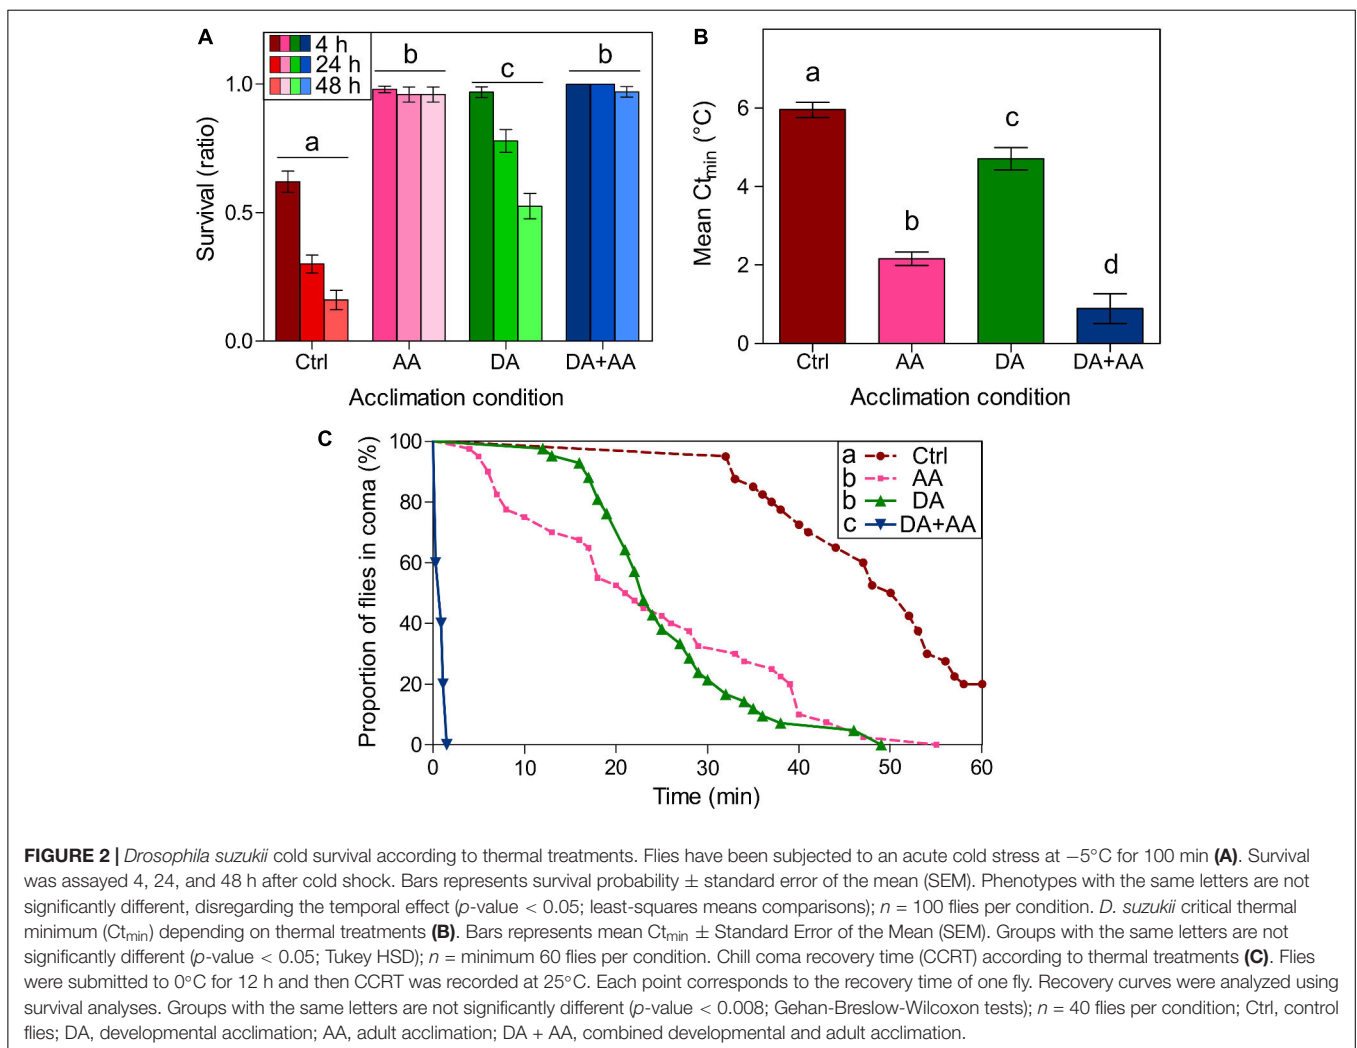 A
4 h
24 h
48 h
a
b
c
b
1.0
0.5
0.0
Survival (ratio)
Ctrl
AA
DA
DA+AA
Acclimation condition
B
a
b
c
d
6
4
2
0
Mean Ctmin (°C)
Ctrl
AA
DA
DA+AA
Acclimation condition
C
100
80
60
40
20
0
Proportion of flies in coma (%)
a Ctrl
b AA
b DA
c DA+AA
0 10 20 30 40 50 60
Time (min)
FIGURE 2 | Drosophila suzukii cold survival according to thermal treatments. Flies have been subjected to an acute cold stress at −5°C for 100 min (A). Survival
was assayed 4, 24, and 48 h after cold shock. Bars represents survival probability ± standard error of the mean (SEM). Phenotypes with the same letters are not
significantly different, disregarding the temporal effect (p-value < 0.05; least-squares means comparisons); n = 100 flies per condition. D. suzukii critical thermal
minimum (Ctmin) depending on thermal treatments (B). Bars represents mean Ctmin ± Standard Error of the Mean (SEM). Groups with the same letters are not
significantly different (p-value < 0.05; Tukey HSD); n = minimum 60 flies per condition. Chill coma recovery time (CCRT) according to thermal treatments (C). Flies
were submitted to 0°C for 12 h and then CCRT was recorded at 25°C. Each point corresponds to the recovery time of one fly. Recovery curves were analyzed using
survival analyses. Groups with the same letters are not significantly different (p-value < 0.008; Gehan-Breslow-Wilcoxon tests); n = 40 flies per condition; Ctrl, control
flies; DA, developmental acclimation; AA, adult acclimation; DA + AA, combined developmental and adult acclimation.